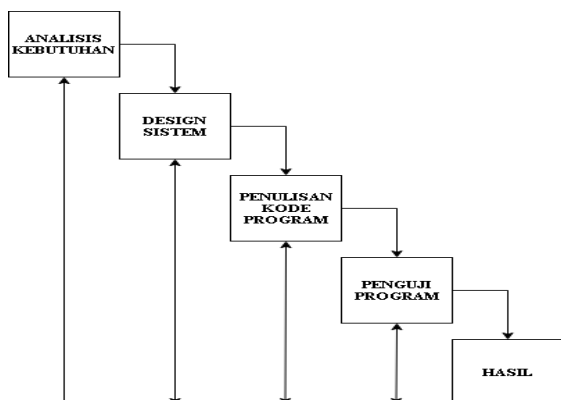 ANALISIS
KEBUTUHAN
DESIGN
SISTEM
PENULISAN
KODE
PROGRAM
PENGUJI
PROGRAM
HASIL